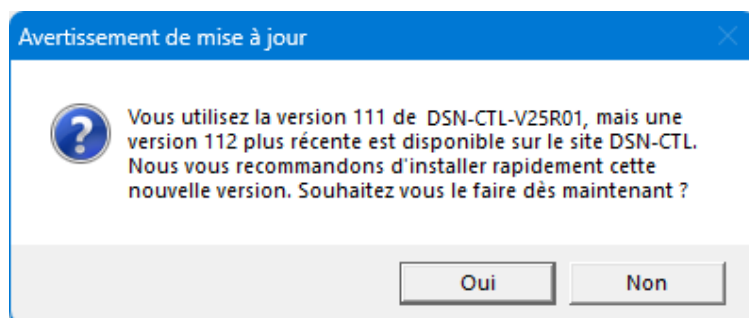 Avertissement de mise à jour
Vous utilisez la version 111 de DSN-CTL-V25R01, mais une
version 112 plus récente est disponible sur le site DSN-CTL.
Nous vous recommandons d'installer rapidement cette
nouvelle version. Souhaitez vous le faire dès maintenant ?
Oui
Non